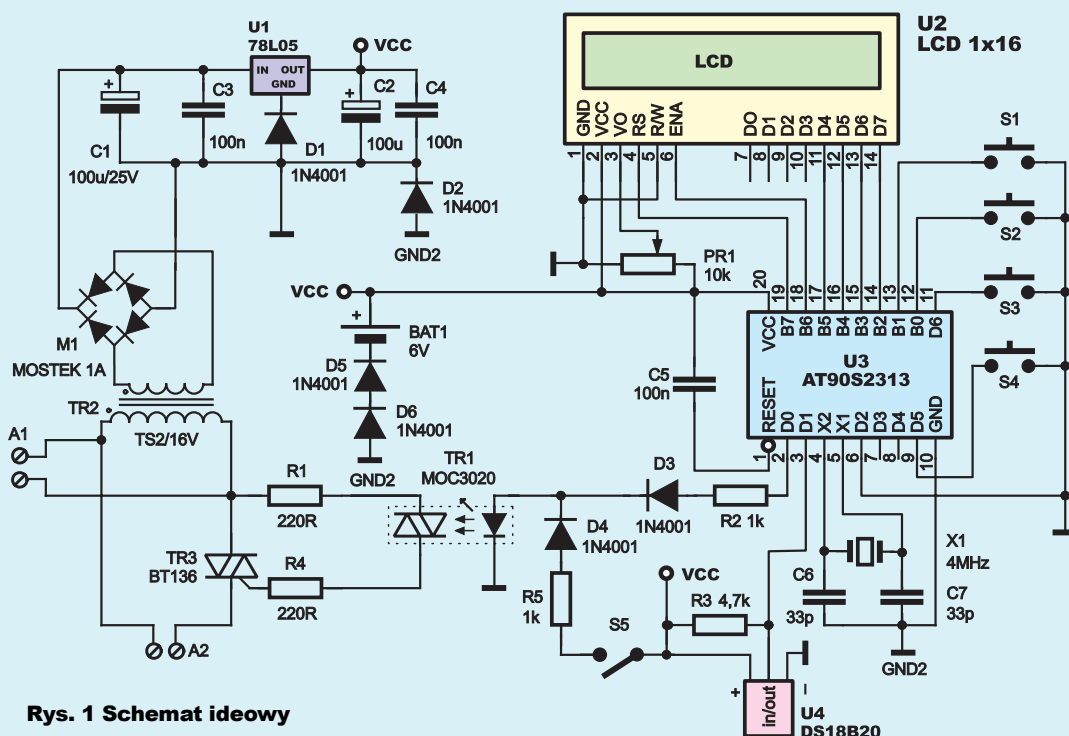 U1
78L05
VCC
IN OUT
GND
C3
100n
C2
100u
C4
100n
C1
100u/25V
D1
1N4001
D2
1N4001
GND2
U2
LCD 1x16
LCD
GND
VCC
VO
RS
R/W
ENA
DO
D1
D2
D3
D4
D5
D6
D7
1
2
3
4
5
6
7
8
9
10
11
12
13
14
S1
S2
S3
S4
PR1
10k
M1
MOSTEK 1A
TR2
TS2/16V
A1
VCC
BAT1
6V
D5
1N4001
D6
1N4001
GND2
C5
100n
20
19
18
17
16
15
14
13
12
11
VCC
B7
B6
B5
B4
B3
B2
B1
B0
D6
U3
AT90S2313
RESET
D0
D1
X2
X1
D2
D3
D4
D5
GND
1
2
3
4
5
6
7
8
9
10
R1
220R
TR1
MOC3020
D3
1N4001
R2 1k
D4
1N4001
TR3
BT136
R4
220R
R5
1k
S5
VCC
R3 4,7k
C6
33p
X1
4MHz
C7
33p
GND2
A2
+
in/out
–
U4
DS18B20
Rys. 1 Schemat ideowy